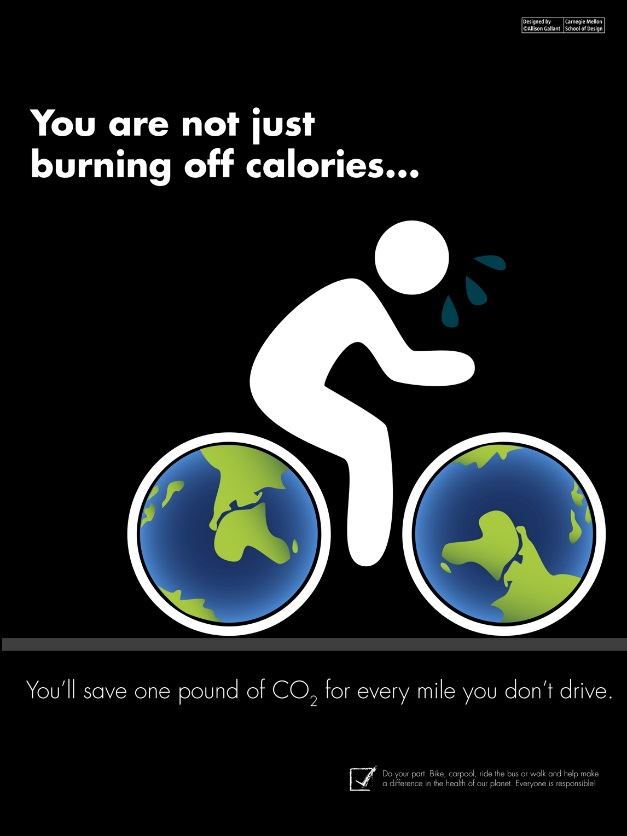 Designed by
©Allison Gallant
Carnegie Mellon
School of Design
You are not just
burning off calories...
You'll save one pound of CO₂ for every mile you don't drive.
Do your part. Bike, carpool, ride the bus or walk and help make
a difference in the health of our planet. Everyone is responsible!